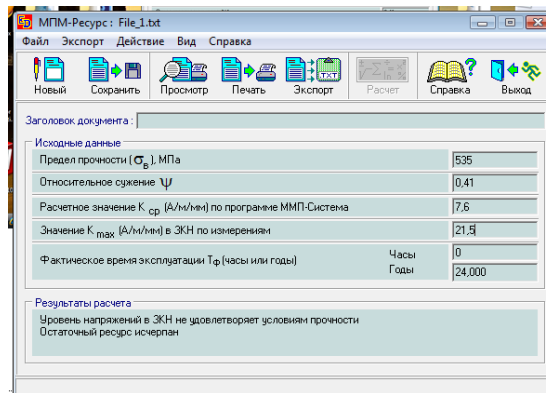 МПМ-Ресурс: File_1.txt
Файл Экспорт Действие Вид Справка
Новый Сохранить Просмотр Печать Экспорт Расчет Справка Выход
Заголовок документа :
Исходные данные
Предел прочности (σв), МПа 535
Относительное сужение Ψ 0,41
Расчетное значение К ср (А/м/мм) по программе ММП-Система 7,6
Значение К max (А/м/мм) в ЗКН по измерениям 21,5
Фактическое время эксплуатации Тф (часы или годы) Часы 0
Годы 24,000
Результаты расчета
Уровень напряжений в ЗКН не удовлетворяет условиям прочности
Остаточный ресурс исчерпан